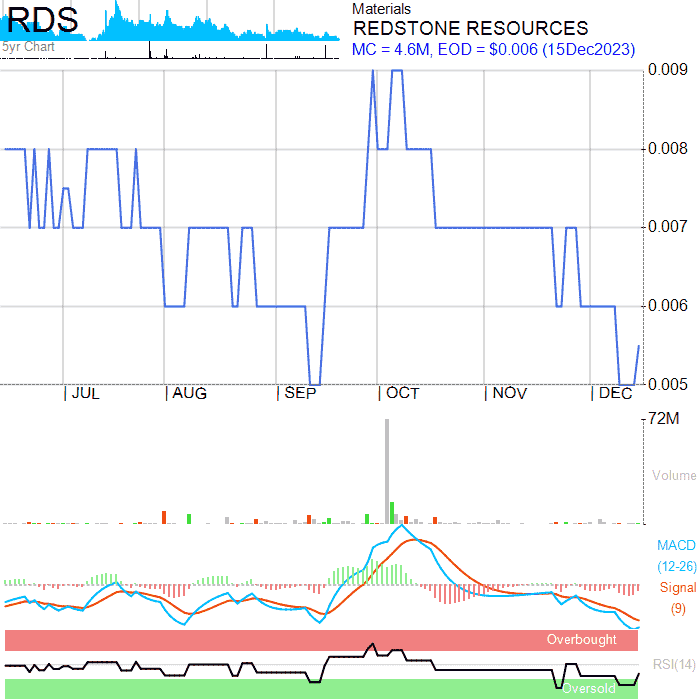 RDS
5yr Chart
Materials
REDSTONE RESOURCES
MC = 4.6M, EOD = $0.006 (15Dec2023)
0.009
0.008
0.007
0.006
0.005
JUL AUG SEP OCT NOV DEC
72M
Volume
MACD
(12-26)
Signal
(9)
Overbought
RSI(14)
Oversold